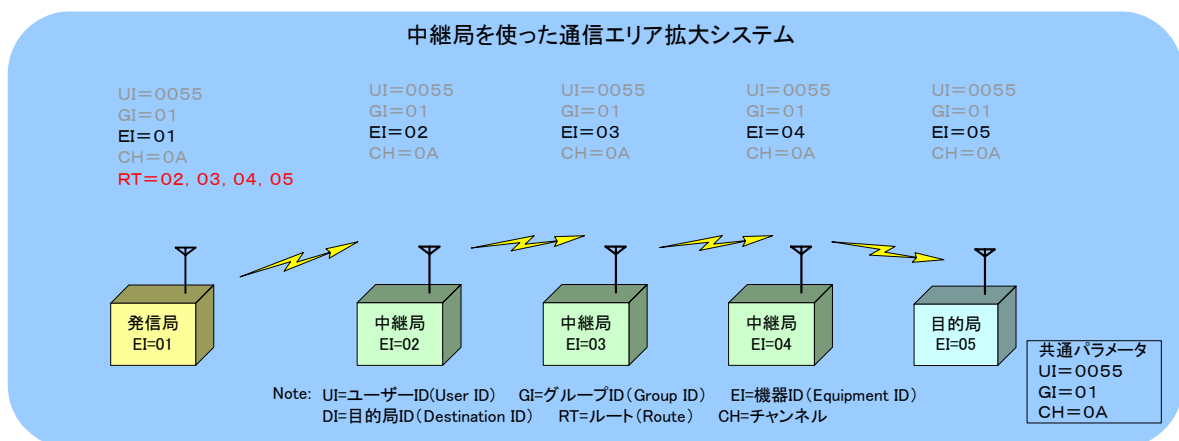 中継局を使った通信エリア拡大システム
UI=0055
GI=01
EI=01
CH=0A
RT=02, 03, 04, 05
UI=0055
GI=01
EI=02
CH=0A
UI=0055
GI=01
EI=03
CH=0A
UI=0055
GI=01
EI=04
CH=0A
UI=0055
GI=01
EI=05
CH=0A
発信局
EI=01
中継局
EI=02
中継局
EI=03
中継局
EI=04
目的局
EI=05
共通パラメータ
UI=0055
GI=01
CH=0A
Note: UI=ユーザーID(User ID) GI=グループID(Group ID) EI=機器ID(Equipment ID)
DI=目的局ID(Destination ID) RT=ルート(Route) CH=チャンネル